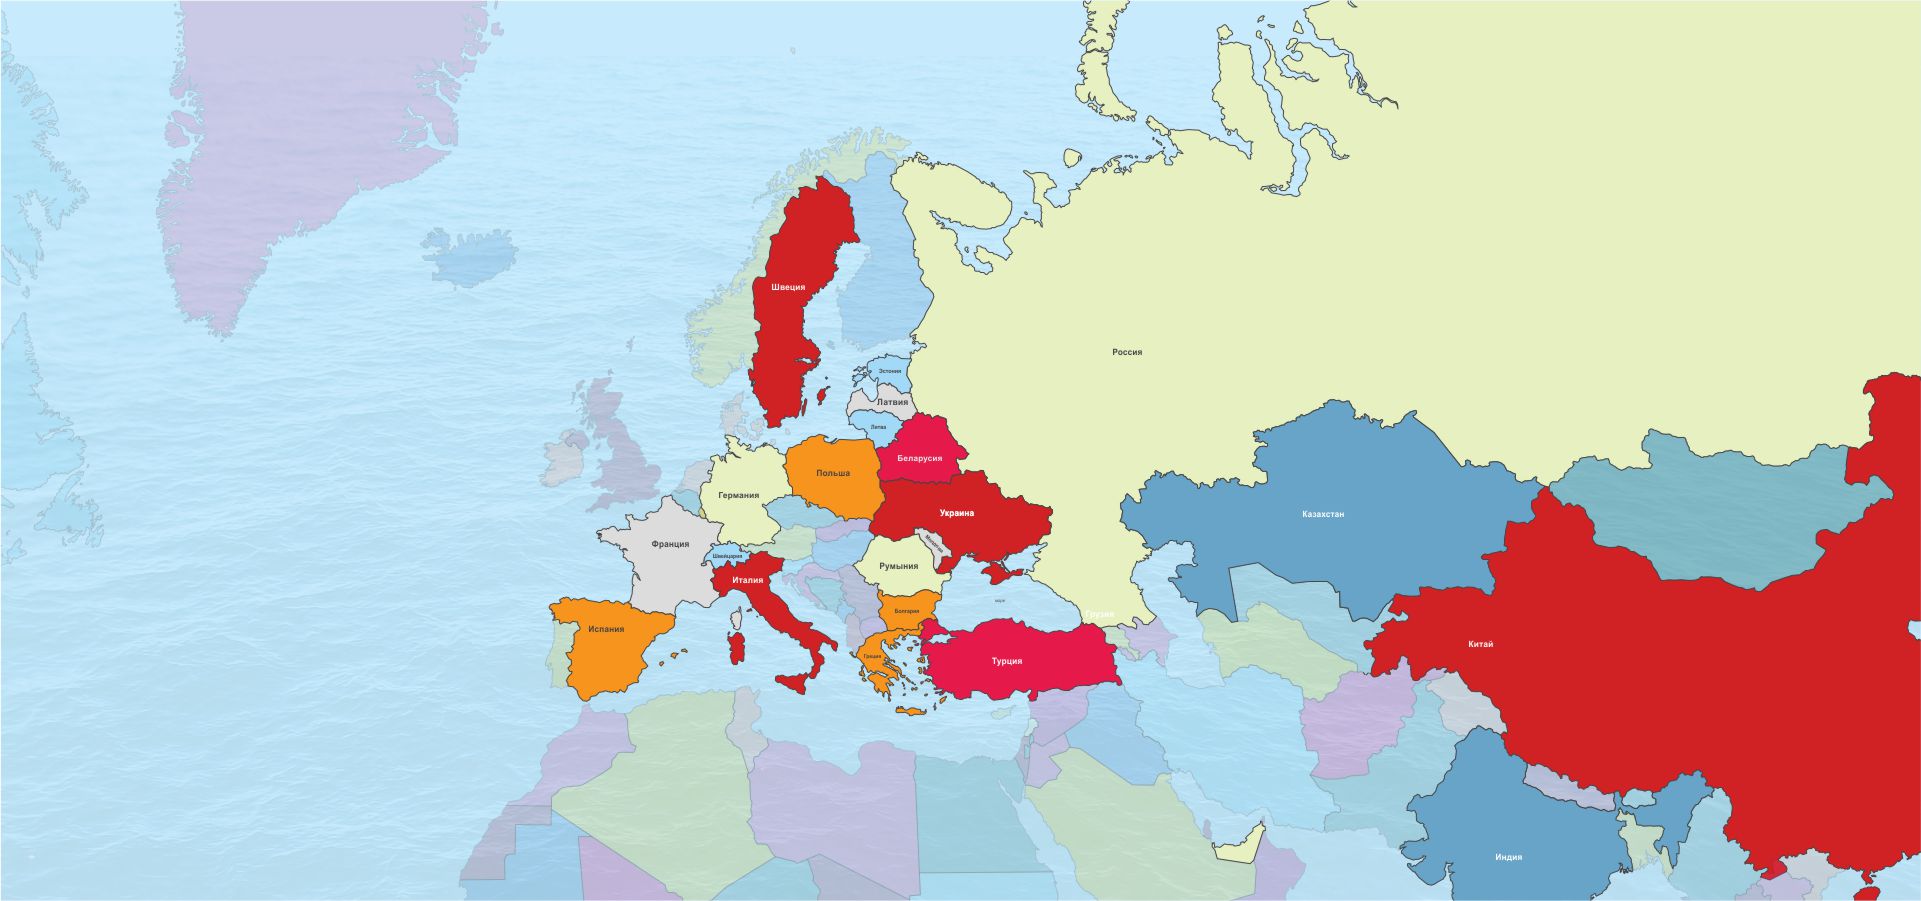 Швеция
Россия
Эстония
Латвия
Литва
Беларусия
Польша
Германия
Украина
Казахстан
Франция
Молдова
Швейцария
Румыния
Италия
море
Болгария
Грузия
Испания
Китай
Греция
Турция
Индия